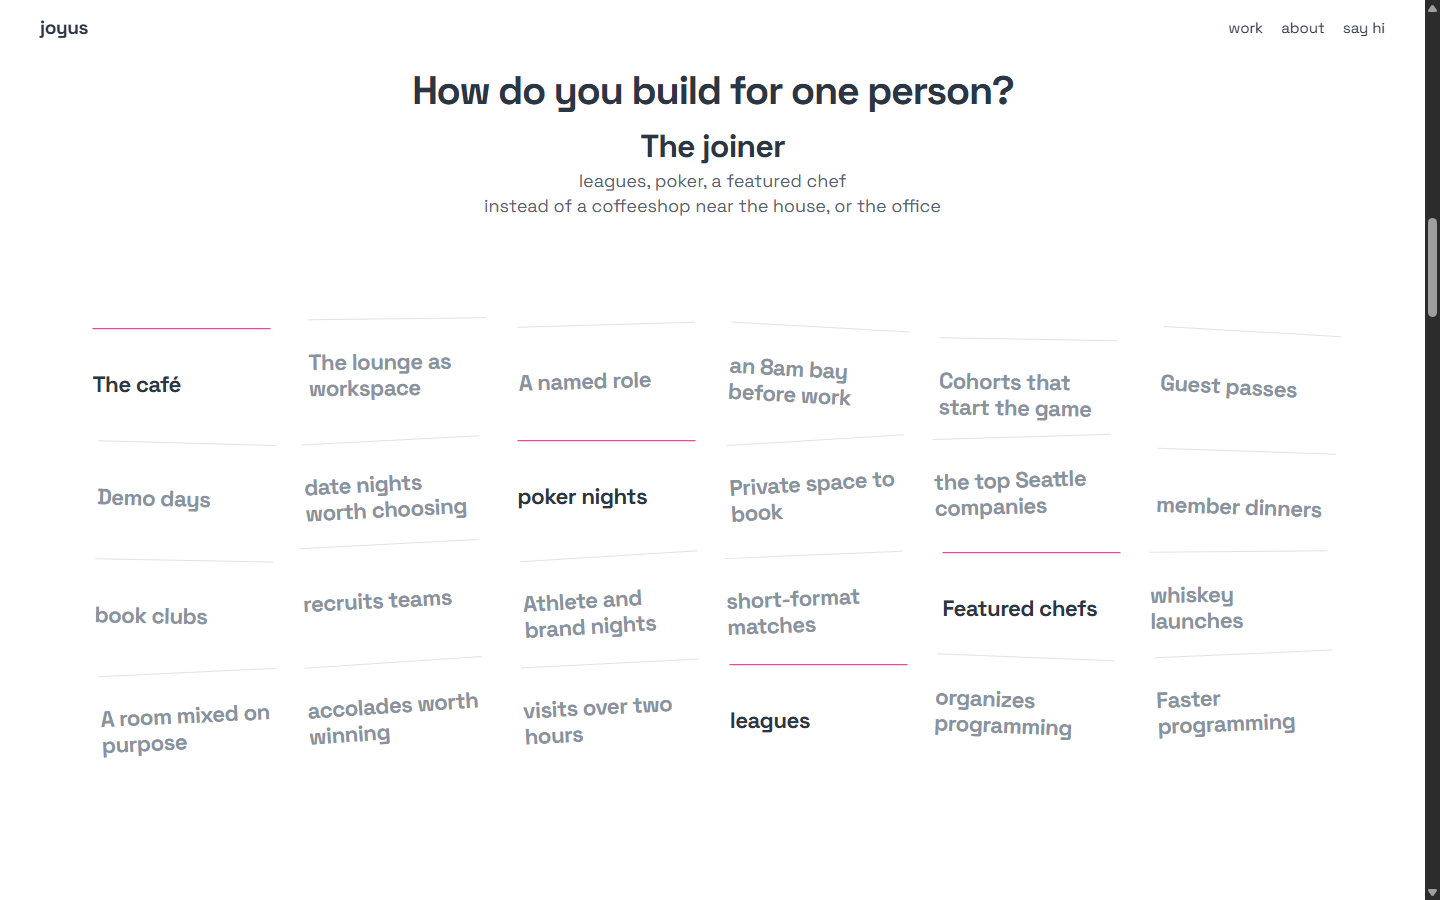 joyus
work about say hi
How do you build for one person?
The joiner
leagues, poker, a featured chef
instead of a coffeeshop near the house, or the office
The café
The lounge as
workspace
A named role
an 8am bay
before work
Cohorts that
start the game
Guest passes
Demo days
date nights
worth choosing
poker nights
Private space to
book
the top Seattle
companies
member dinners
book clubs
recruits teams
Athlete and
brand nights
short-format
matches
Featured chefs
whiskey
launches
A room mixed on
purpose
accolades worth
winning
visits over two
hours
leagues
organizes
programming
Faster
programming